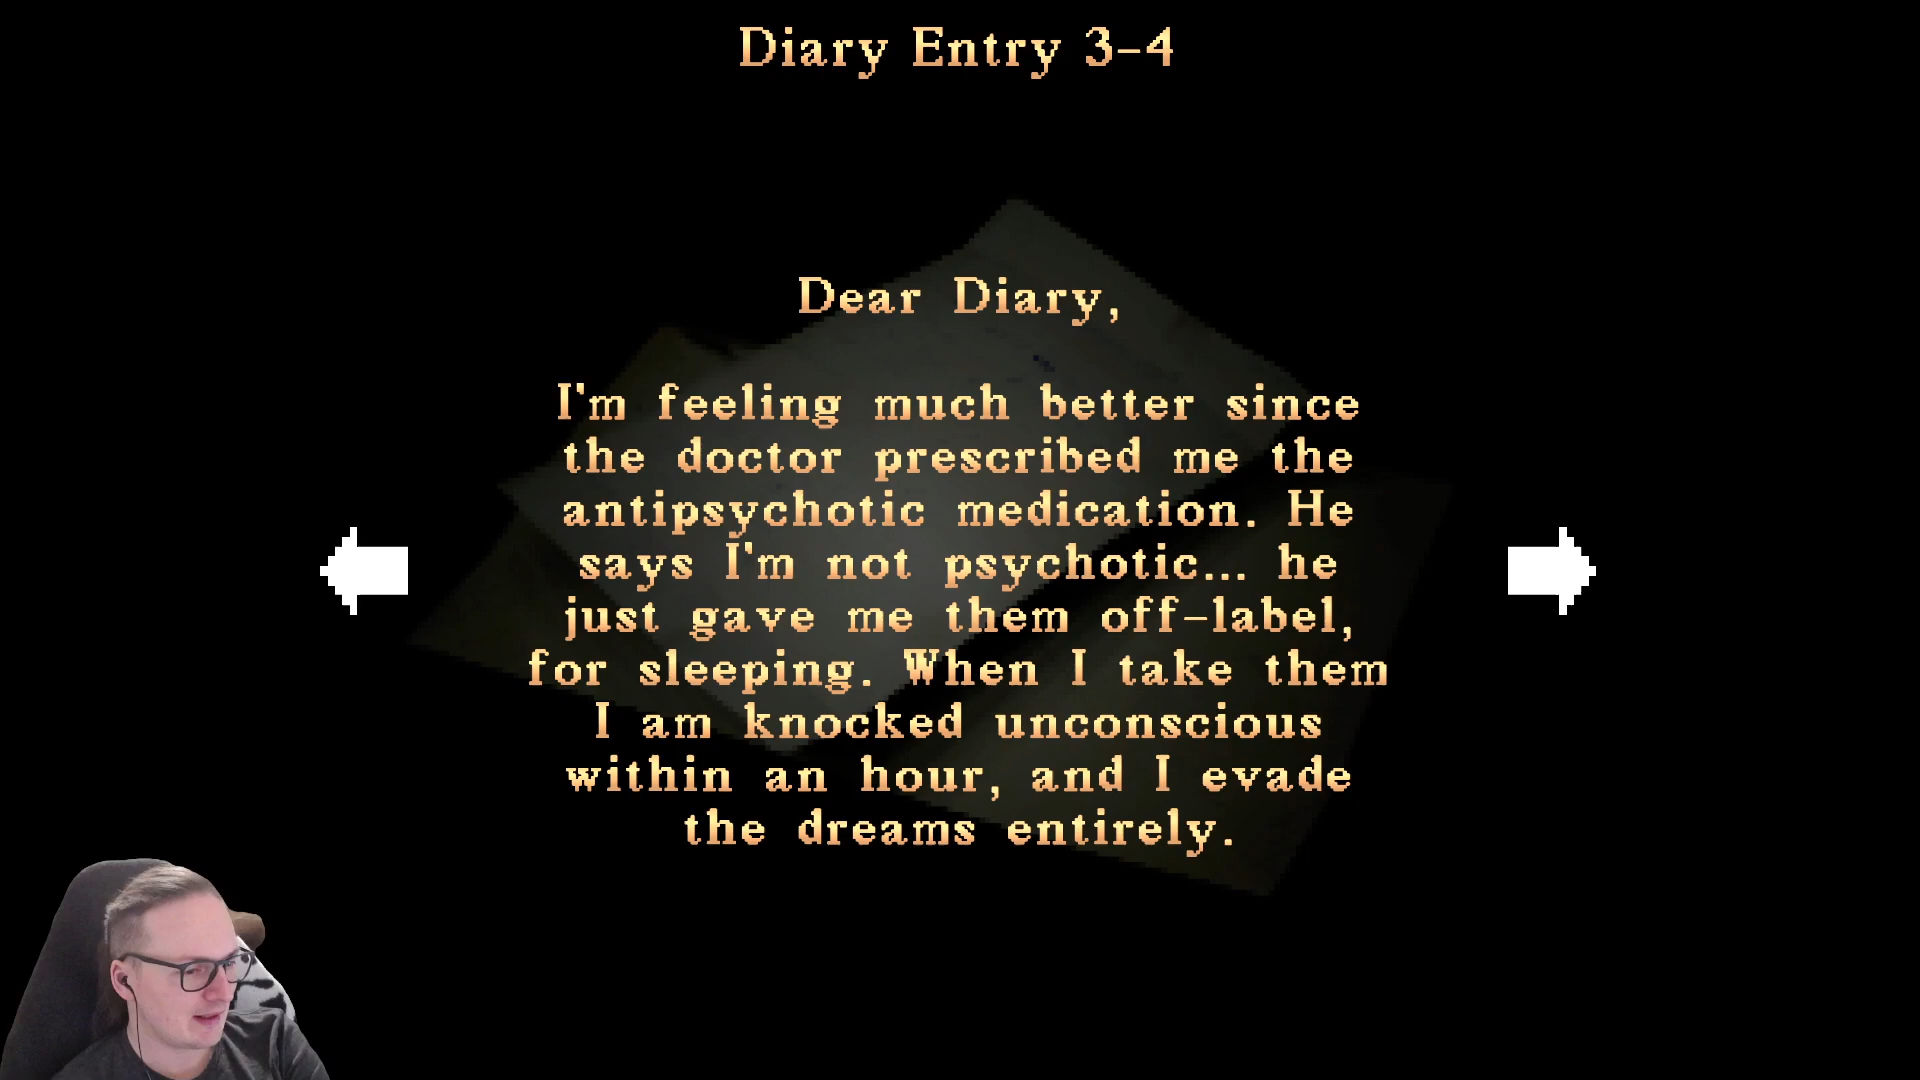 Diary Entry 3-4
Dear Diary,
I'm feeling much better since
the doctor prescribed me the
antipsychotic medication. He
says I'm not psychotic... he
just gave me them off-label,
for sleeping. When I take them
I am knocked unconscious
within an hour, and I evade
the dreams entirely.